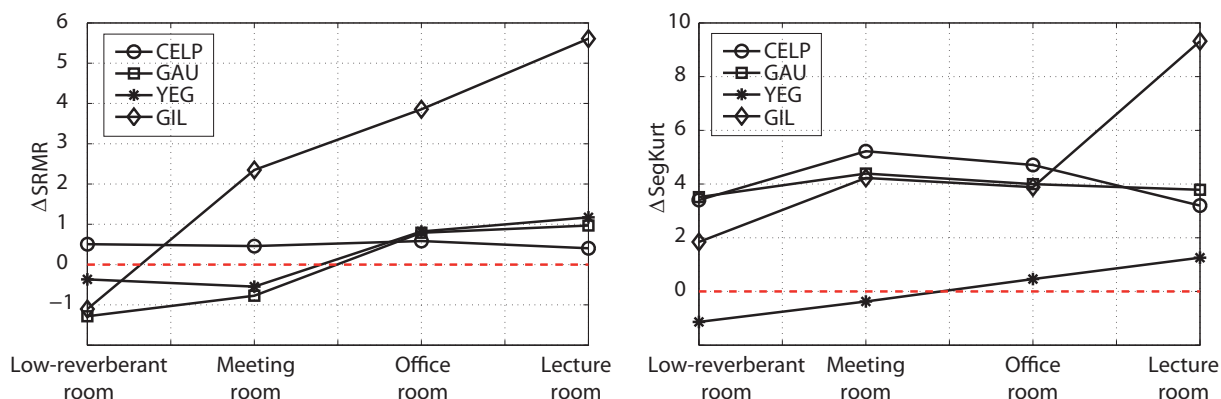 6
5
4
3
2
1
0
−1
ΔSRMR
CELP
GAU
YEG
GIL
Low-reverberant room
Meeting room
Office room
Lecture room
10
8
6
4
2
0
ΔSegKurt
CELP
GAU
YEG
GIL
Low-reverberant room
Meeting room
Office room
Lecture room